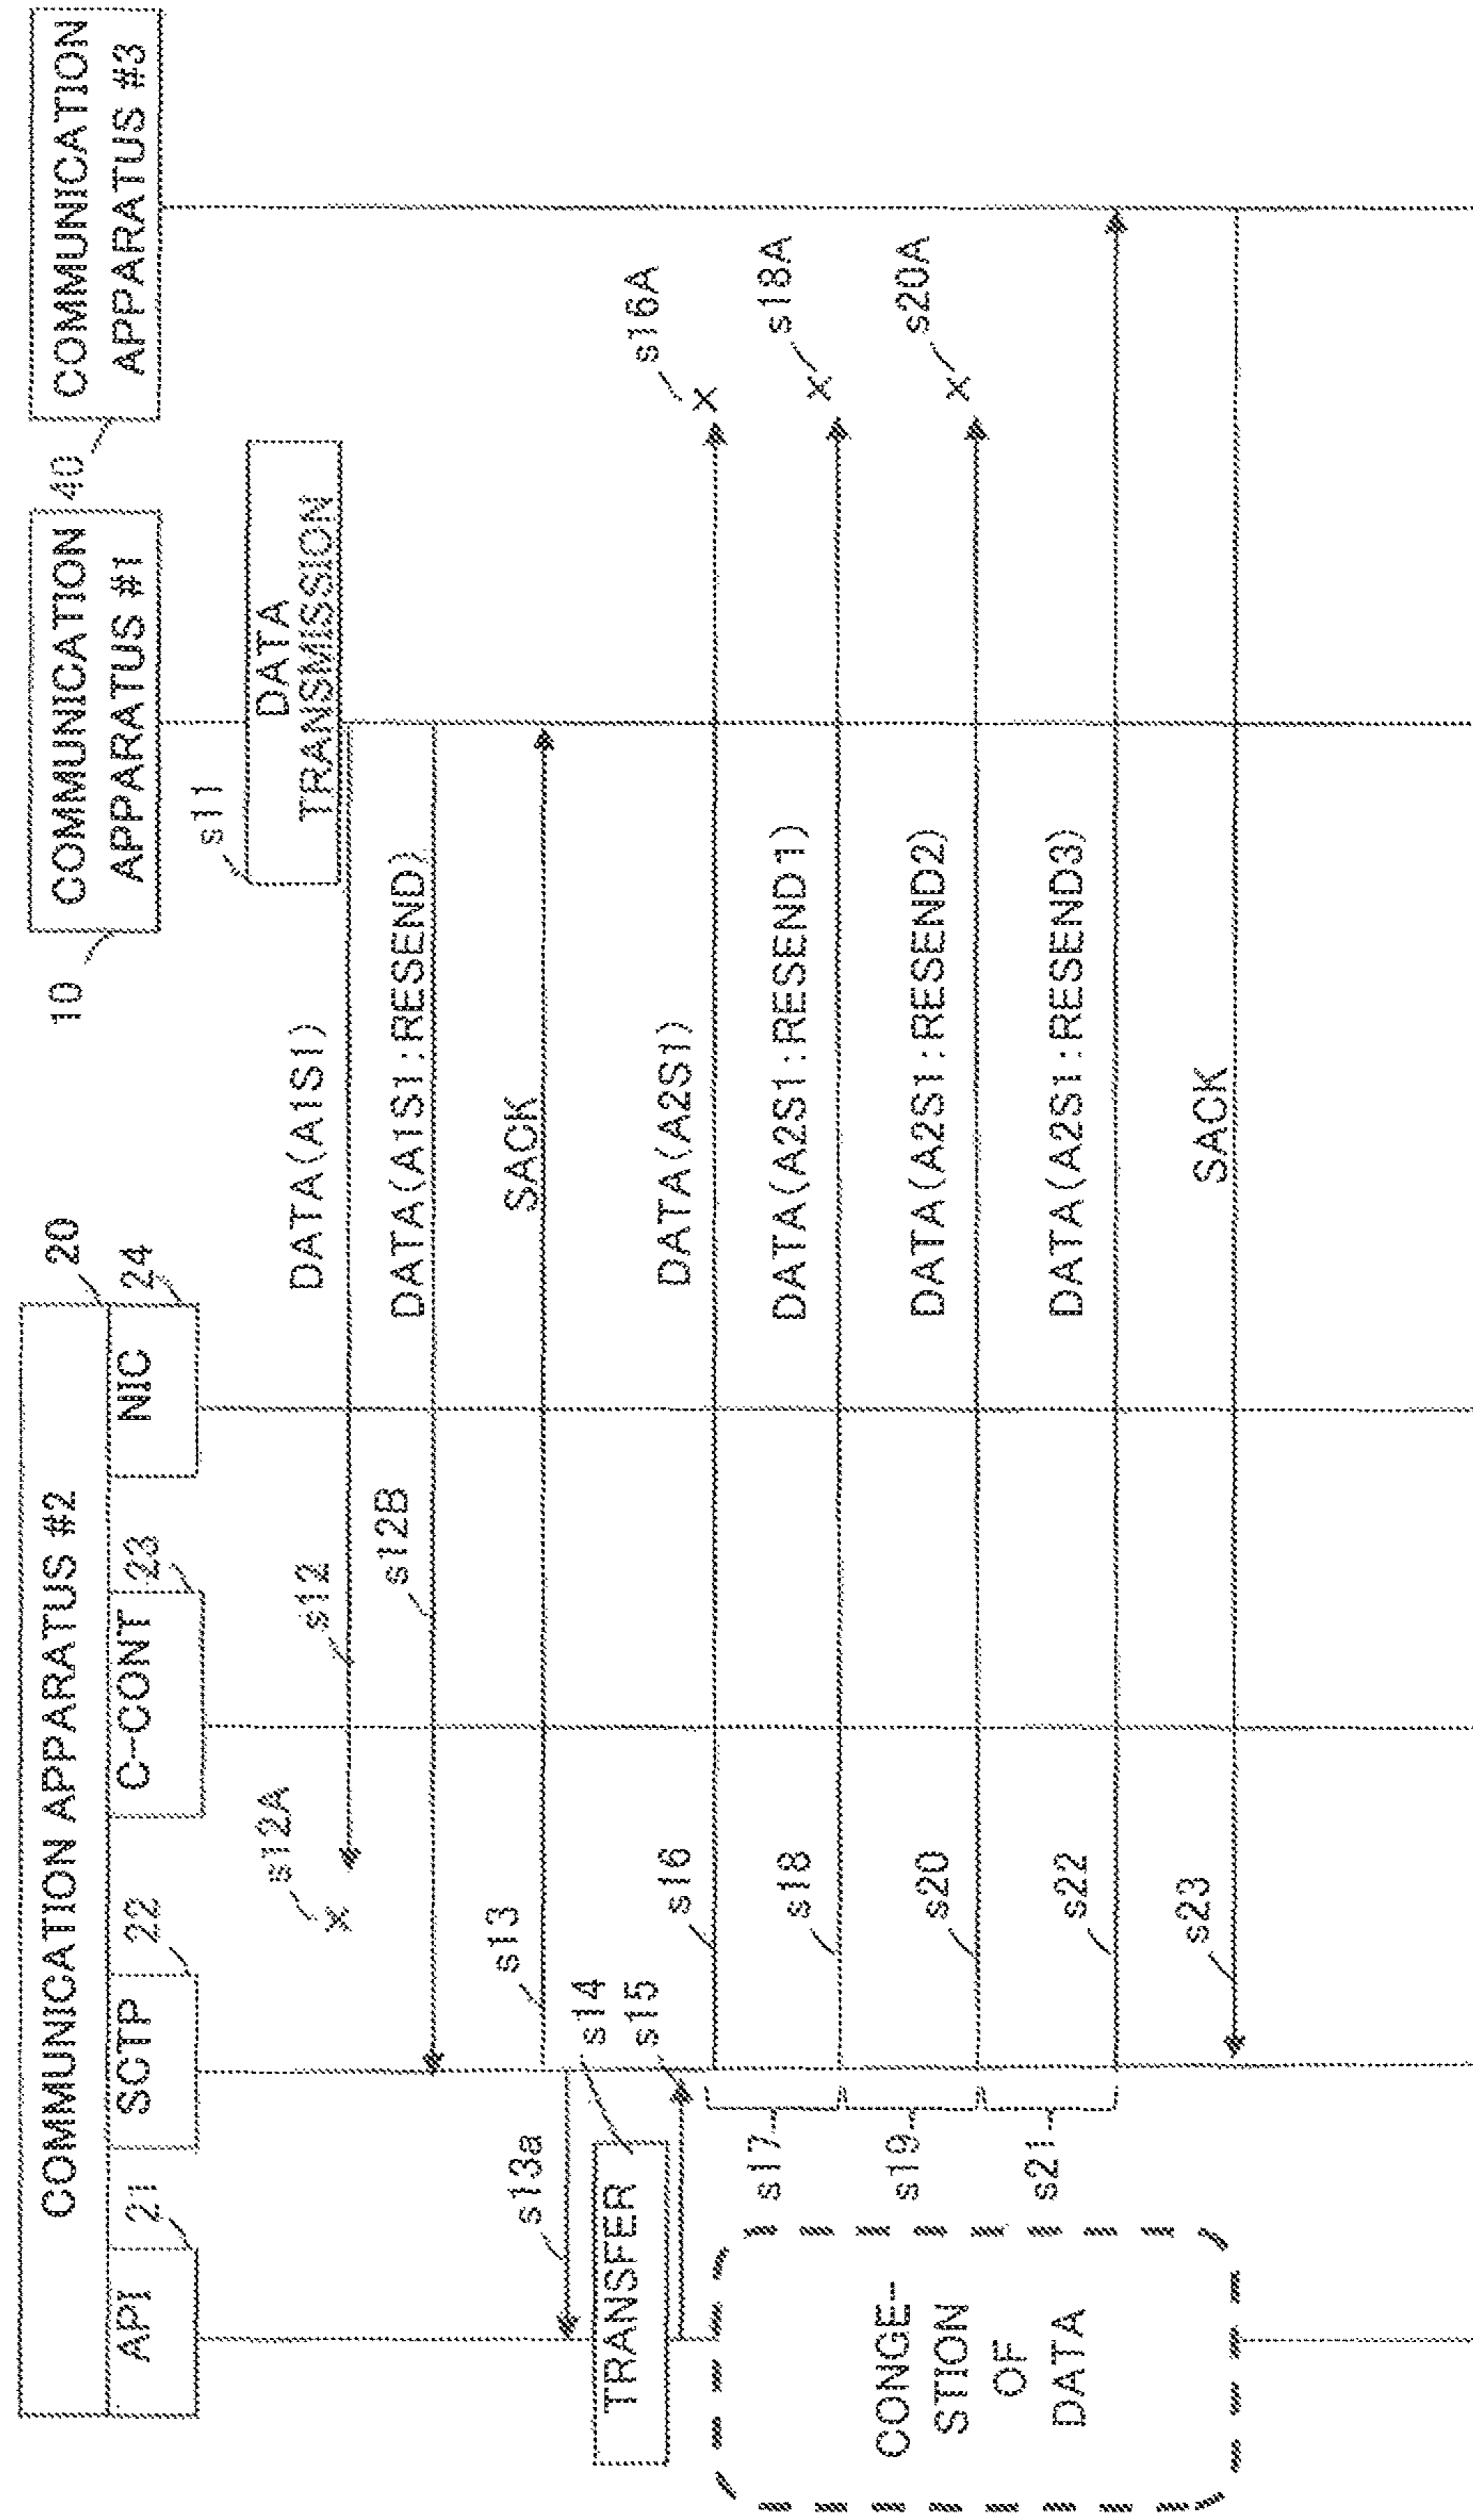 COMMUNICATION APPARATUS #2
20
API
21
SCTP
22
C-CONT
23
NIC
24
COMMUNICATION
APPARATUS #1
10
COMMUNICATION
APPARATUS #3
40
s11
DATA
TRANSMISSION
s12A
s12
DATA(A1S1)
s12B
DATA(A1S1:RESEND)
s13
SACK
s13a
TRANSFER
s14
s15
s16
DATA(A2S1)
s16A
s17
s18
DATA(A2S1:RESEND1)
s18A
CONGE-
STION
OF
DATA
s19
s20
DATA(A2S1:RESEND2)
s20A
s21
s22
DATA(A2S1:RESEND3)
s23
SACK